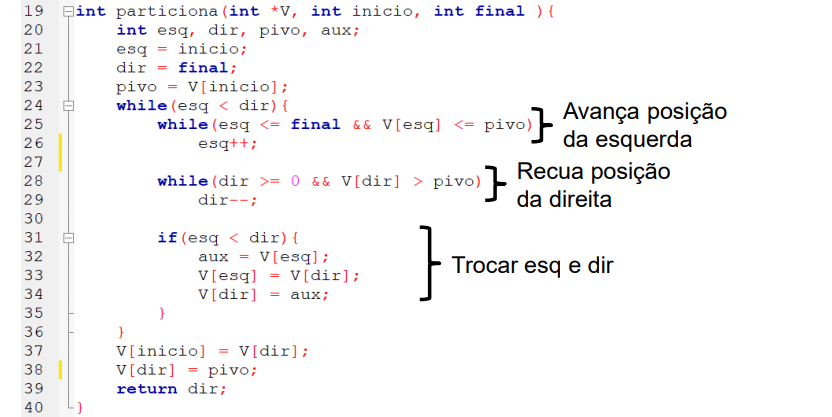 19 int particiona(int *V, int inicio, int final ){
20 int esq, dir, pivo, aux;
21 esq = inicio;
22 dir = final;
23 pivo = V[inicio];
24 while(esq < dir){
25 while(esq <= final && V[esq] <= pivo)
26 esq++;
27
28 while(dir >= 0 && V[dir] > pivo)
29 dir--;
30
31 if(esq < dir){
32 aux = V[esq];
33 V[esq] = V[dir];
34 V[dir] = aux;
35 }
36 }
37 V[inicio] = V[dir];
38 V[dir] = pivo;
39 return dir;
40 }
Avança posição
da esquerda
Recua posição
da direita
Trocar esq e dir